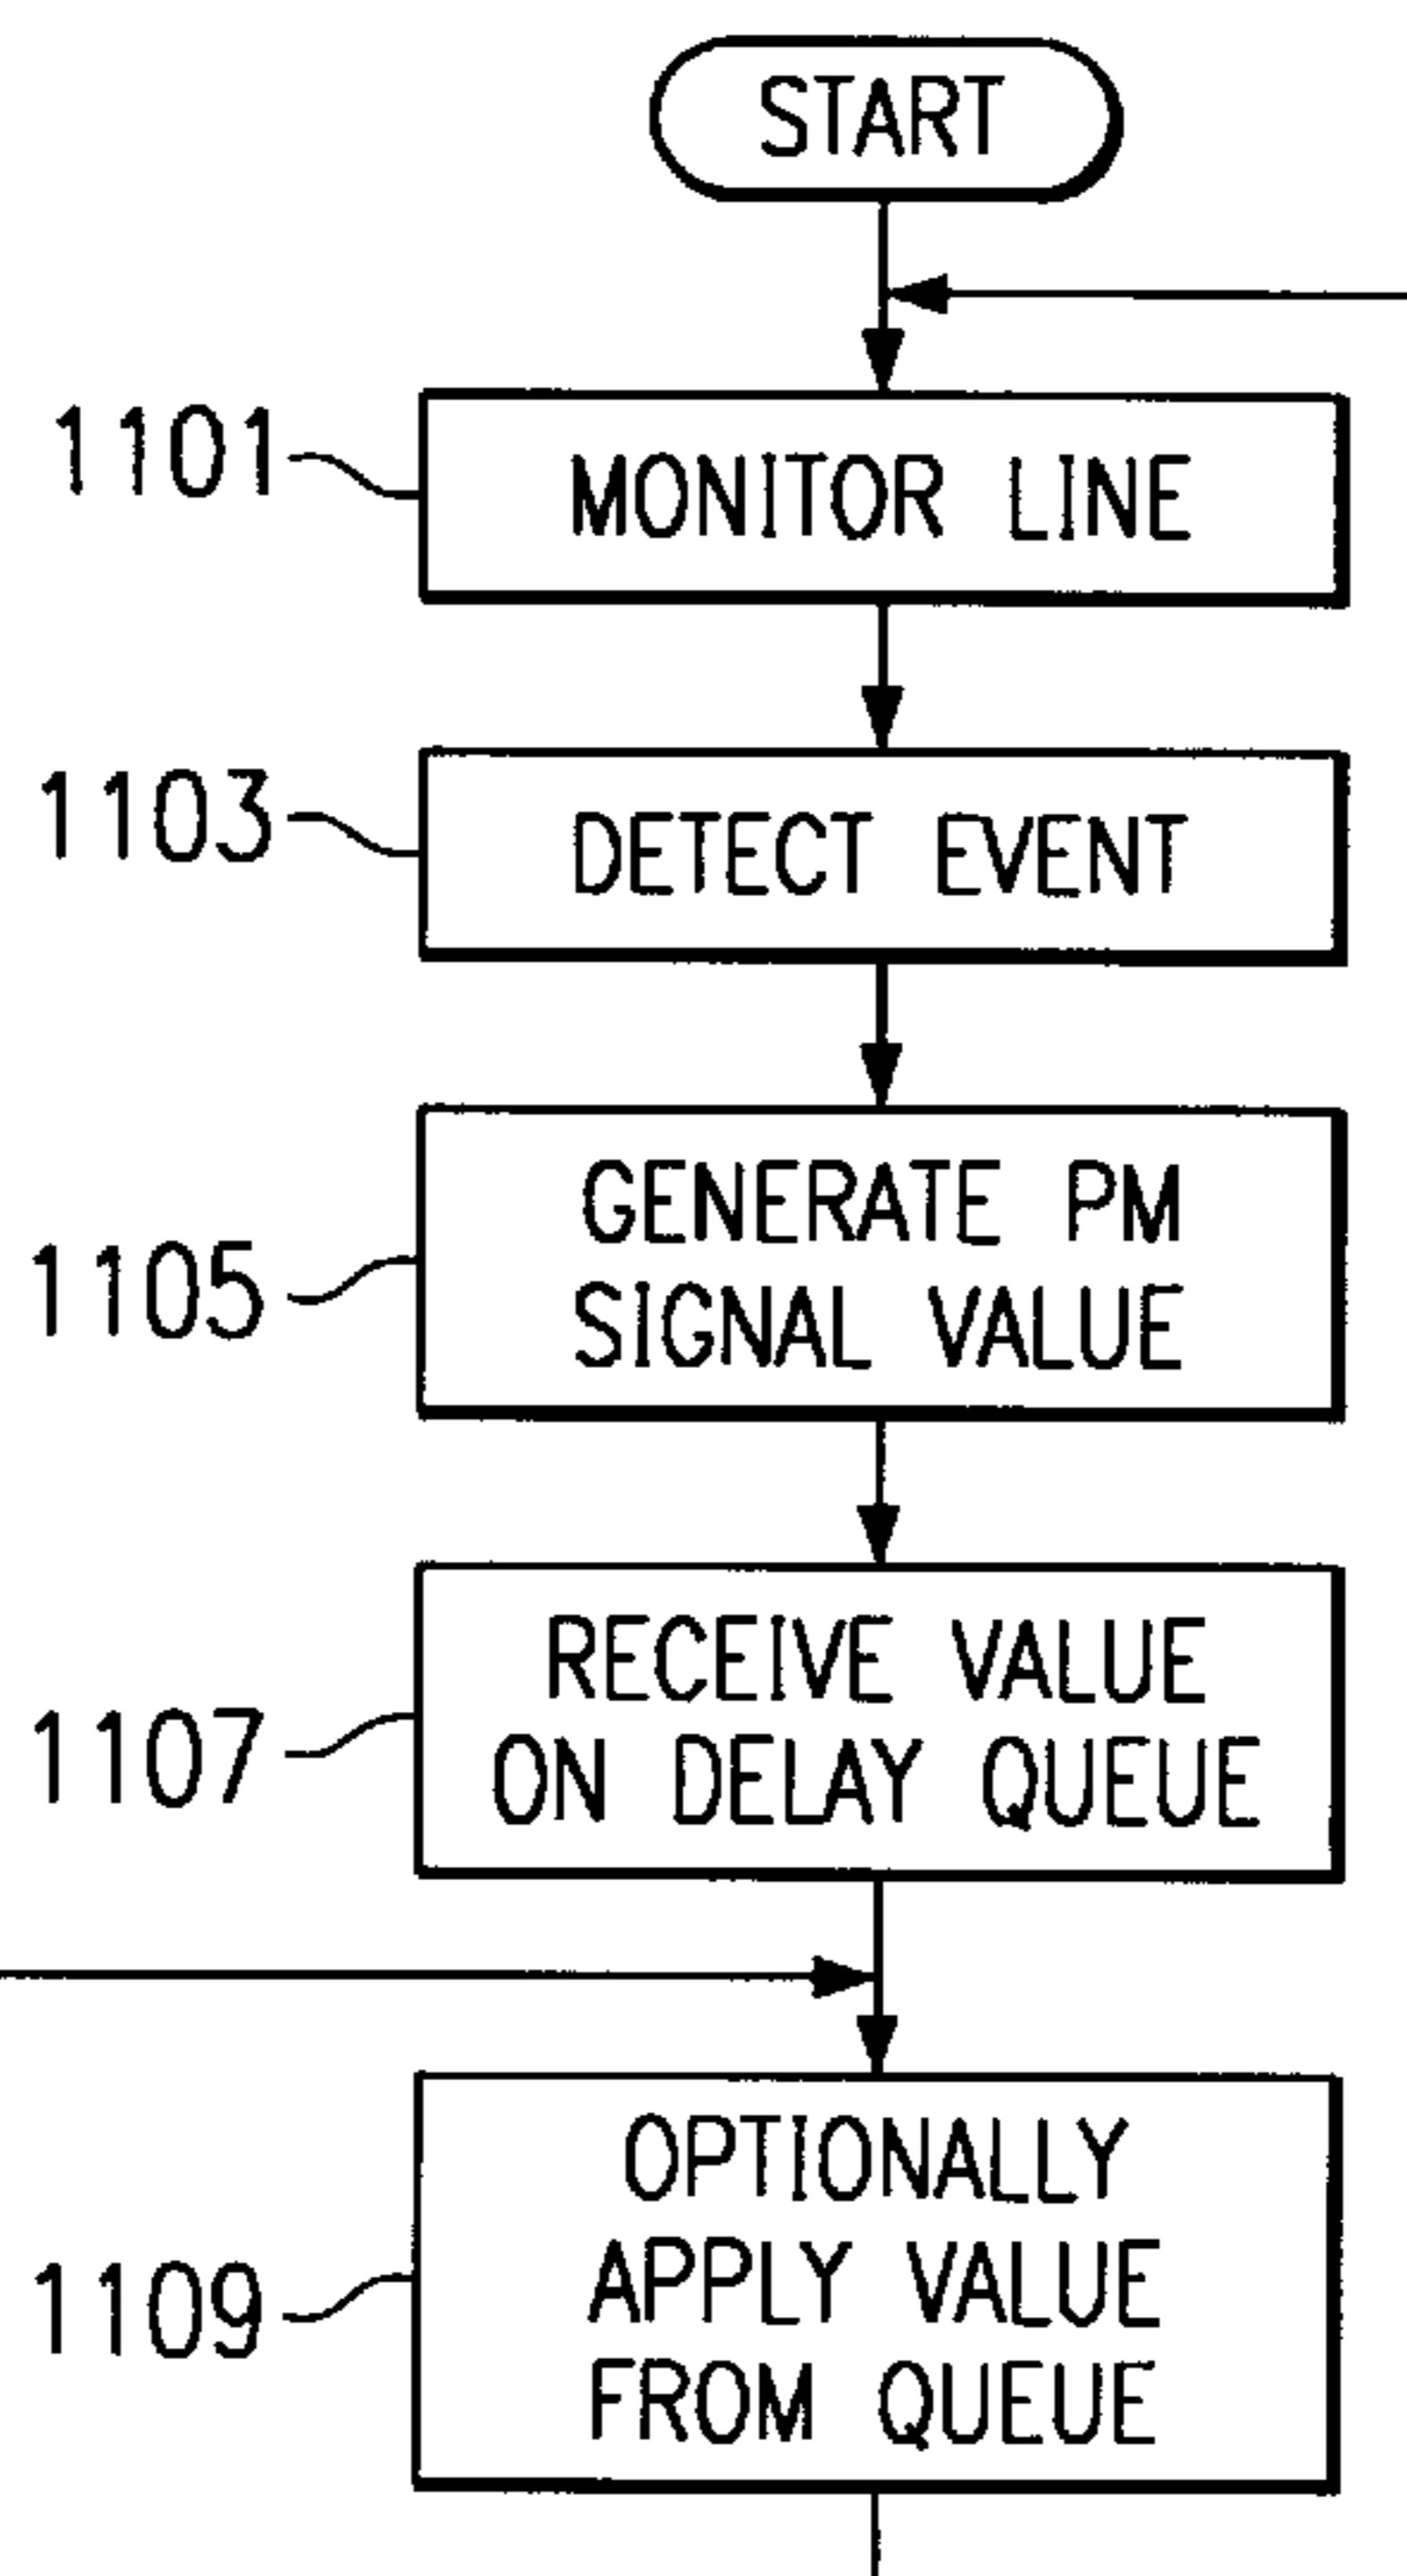 START
1101
MONITOR LINE
1103
DETECT EVENT
1105
GENERATE PM
SIGNAL VALUE
1107
RECEIVE VALUE
ON DELAY QUEUE
1109
OPTIONALLY
APPLY VALUE
FROM QUEUE